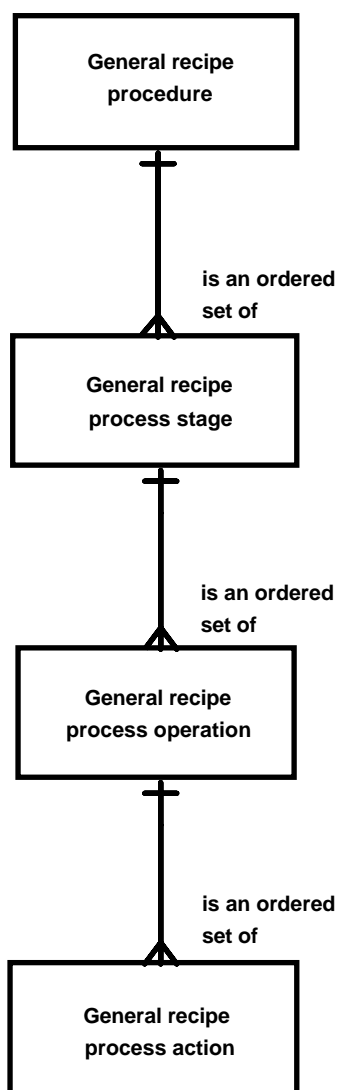 General recipe
procedure
is an ordered
set of
General recipe
process stage
is an ordered
set of
General recipe
process operation
is an ordered
set of
General recipe
process action